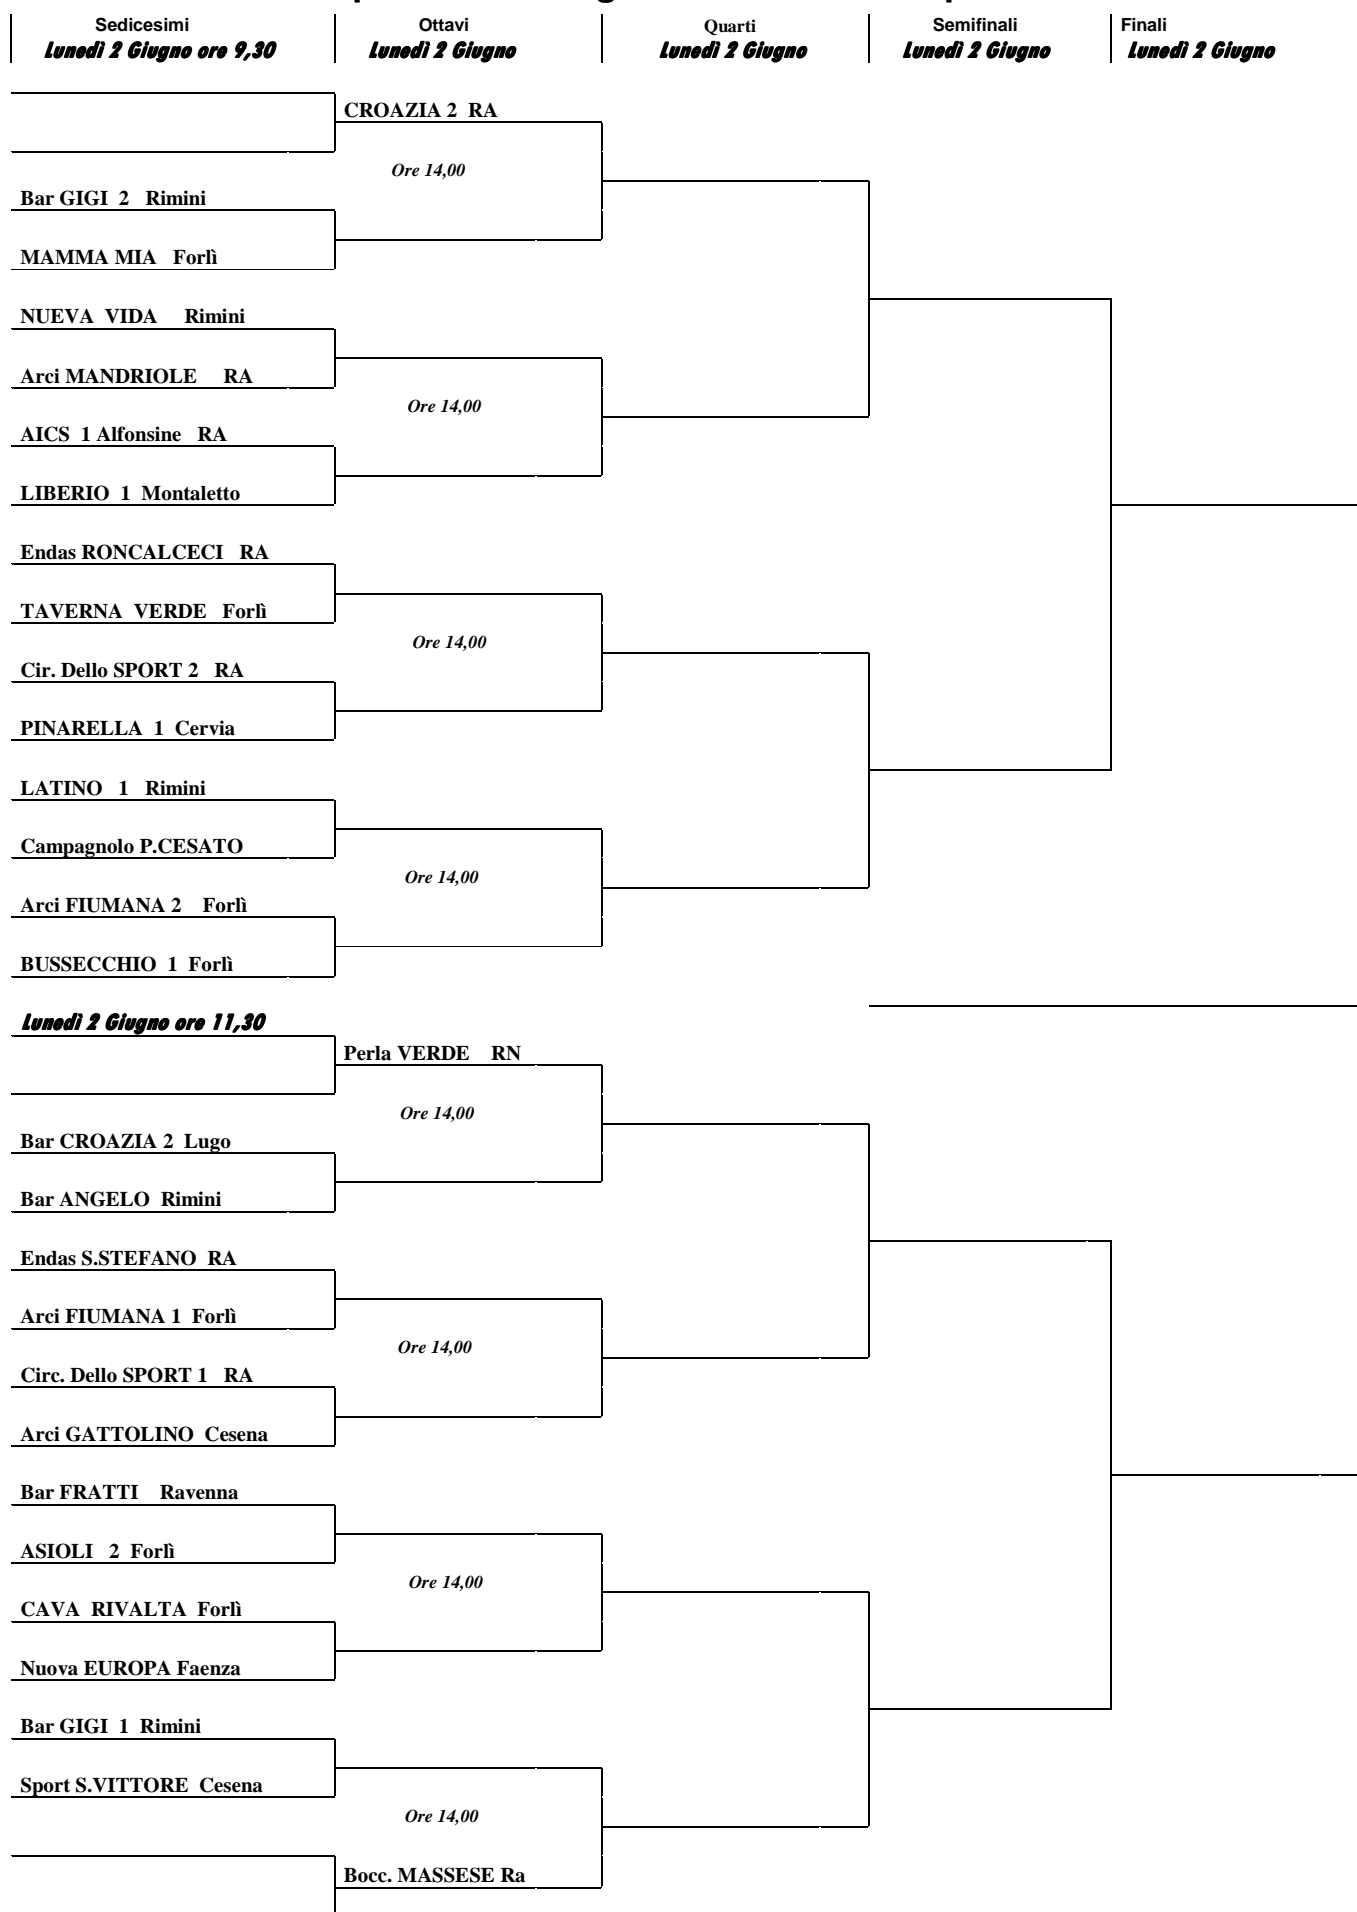 Sedicesimi Ottavi Quarti Semifinali Finali
Lunedì 2 Giugno ore 9,30 Lunedì 2 Giugno Lunedì 2 Giugno Lunedì 2 Giugno Lunedì 2 Giugno
CROAZIA 2 RA
Ore 14,00
Bar GIGI 2 Rimini
MAMMA MIA Forlì
NUEVA VIDA Rimini
Arci MANDRIOLE RA
Ore 14,00
AICS 1 Alfonsine RA
LIBERIO 1 Montaletto
Endas RONCALCECI RA
TAVERNA VERDE Forlì
Ore 14,00
Cir. Dello SPORT 2 RA
PINARELLA 1 Cervia
LATINO 1 Rimini
Campagnolo P.CESATO
Ore 14,00
Arci FIUMANA 2 Forlì
BUSSECCHIO 1 Forlì
Lunedì 2 Giugno ore 11,30
Perla VERDE RN
Ore 14,00
Bar CROAZIA 2 Lugo
Bar ANGELO Rimini
Endas S.STEFANO RA
Arci FIUMANA 1 Forlì
Ore 14,00
Circ. Dello SPORT 1 RA
Arci GATTOLINO Cesena
Bar FRATTI Ravenna
ASIOLI 2 Forlì
Ore 14,00
CAVA RIVALTA Forlì
Nuova EUROPA Faenza
Bar GIGI 1 Rimini
Sport S.VITTORE Cesena
Ore 14,00
Bocc. MASSESE Ra